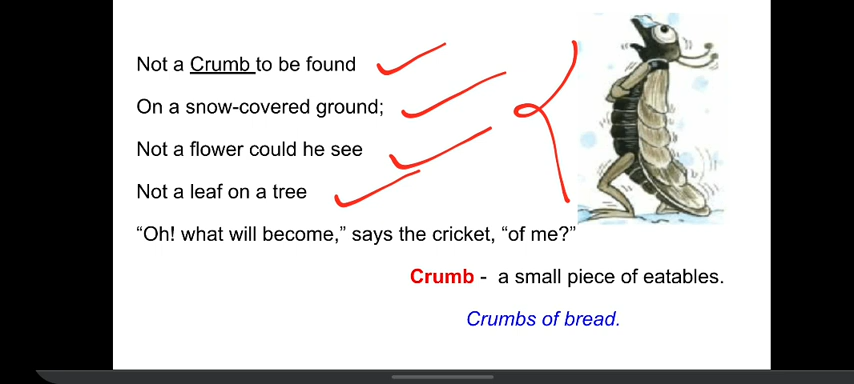 Not a Crumb to be found
On a snow-covered ground;
Not a flower could he see
Not a leaf on a tree
“Oh! what will become,” says the cricket, “of me?”
Crumb - a small piece of eatables.
Crumbs of bread.